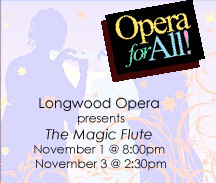 Opera
for All!
Longwood Opera
presents
The Magic Flute
November 1 @ 8:00pm
November 3 @ 2:30pm